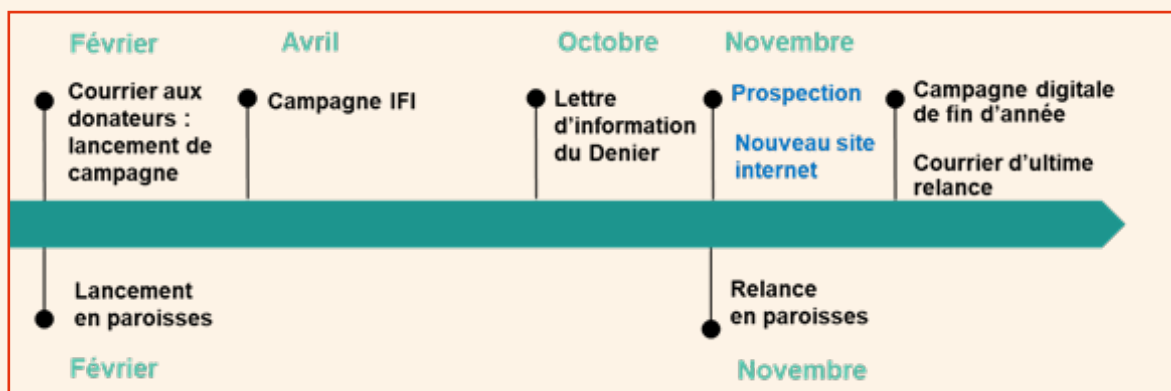 Février
Avril
Octobre
Novembre
Courrier aux
donateurs :
lancement de
campagne
Campagne IFI
Lettre
d’information
du Denier
Prospection
Nouveau site
internet
Campagne digitale
de fin d’année
Courrier d’ultime
relance
Lancement
en paroisses
Relance
en paroisses
Février
Novembre